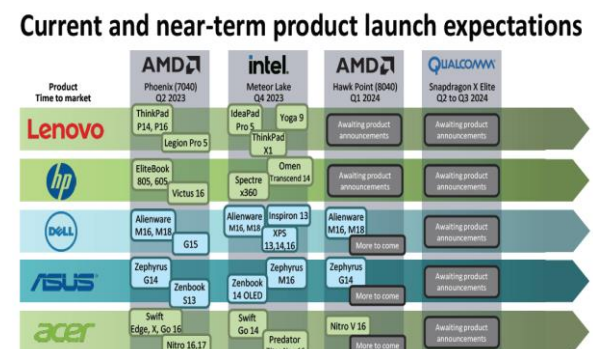 Current and near-term product launch expectations
AMD
intel.
AMD
QUALCOMM
Product
Time to market
Phoenix (7040)
Q2 2023
Meteor Lake
Q4 2023
Hawk Point (8040)
Q1 2024
Snapdragon X Elite
Q2 to Q3 2024
Lenovo
ThinkPad
P14, P16
Legion Pro 5
IdeaPad
Pro 5
Yoga 9
ThinkPad
X1
Awaiting product
announcements
Awaiting product
announcements
hp
EliteBook
805, 605
Victus 16
Spectre
x360
Omen
Transcend 14
Awaiting product
announcements
Awaiting product
announcements
DELL
Alienware
M16, M18
G15
Alienware
M16, M18
Inspiron 13
XPS
13,14,16
Alienware
M16, M18
More to come
Awaiting product
announcements
ASUS
Zephyrus
G14
Zenbook
S13
Zenbook
14 OLED
Zephyrus
M16
Zephyrus
G14
More to come
Awaiting product
announcements
acer
Swift
Edge, X, Go 16
Nitro 16,17
Swift
Go 14
Predator
Nitro V 16
More to come
Awaiting product
announcements